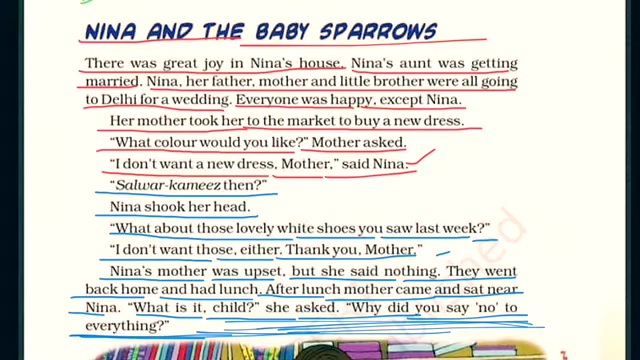 NINA AND THE BABY SPARROWS
There was great joy in Nina's house. Nina's aunt was getting
married. Nina, her father, mother and little brother were all going
to Delhi for a wedding. Everyone was happy, except Nina.
Her mother took her to the market to buy a new dress.
"What colour would you like?" Mother asked.
"I don't want a new dress, Mother," said Nina.
"Salwar-kameez then?"
Nina shook her head.
"What about those lovely white shoes you saw last week?"
"I don't want those, either. Thank you, Mother."
Nina's mother was upset, but she said nothing. They went
back home and had lunch. After lunch mother came and sat near
Nina. "What is it, child?" she asked. "Why did you say 'no' to
everything?"